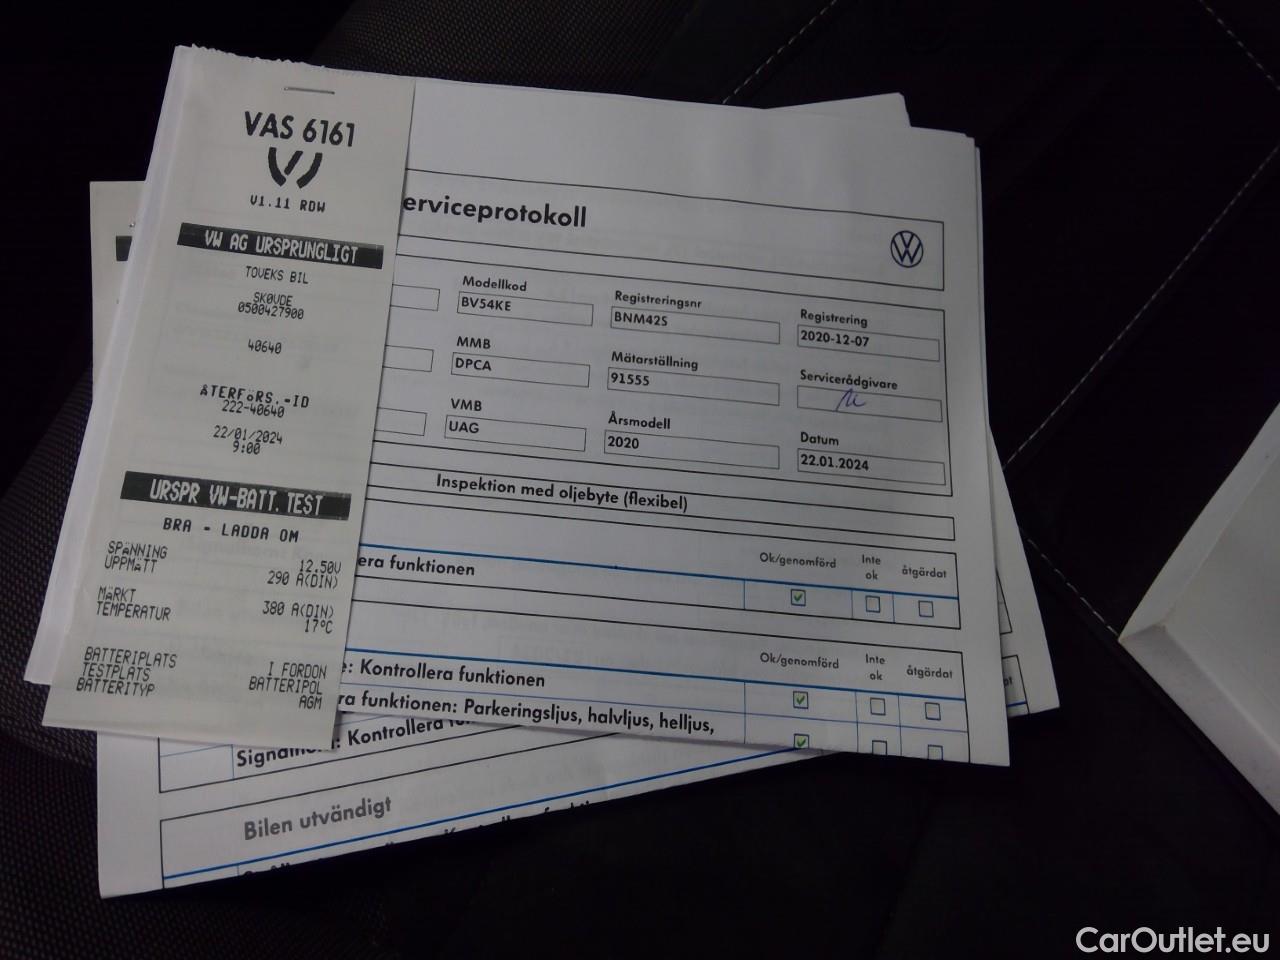 VAS 6161
V1.11 RDW
VW AG URSPRUNGLIGT
TOVEKS BIL
SKØVDE
0500427900
40640
ÅTERFöRS.-ID
222-40640
22/01/2024
9:00
URSPR VW-BATT.TEST
BRA - LADDA OM
SPÄNNING 12.50V
UPPMäTT 290 A(DIN)
MäRKT 380 A(DIN)
TEMPERATUR 17°C
BATTERIPLATS I FORDON
TESTPLATS BATTERIPOL
BATTERITYP AGM
erviceprotokoll
Modellkod Registreringsnr Registrering
BV54KE BNM42S 2020-12-07
MMB Mätarställning Servicerådgivare
DPCA 91555
VMB Årsmodell Datum
UAG 2020 22.01.2024
Inspektion med oljebyte (flexibel)
Ok/genomförd Inte ok åtgärdat
era funktionen
Ok/genomförd Inte ok åtgärdat
e: Kontrollera funktionen
ra funktionen: Parkeringsljus, halvljus, helljus,
Kontrollera
Bilen utvändigt
CarOutlet.eu